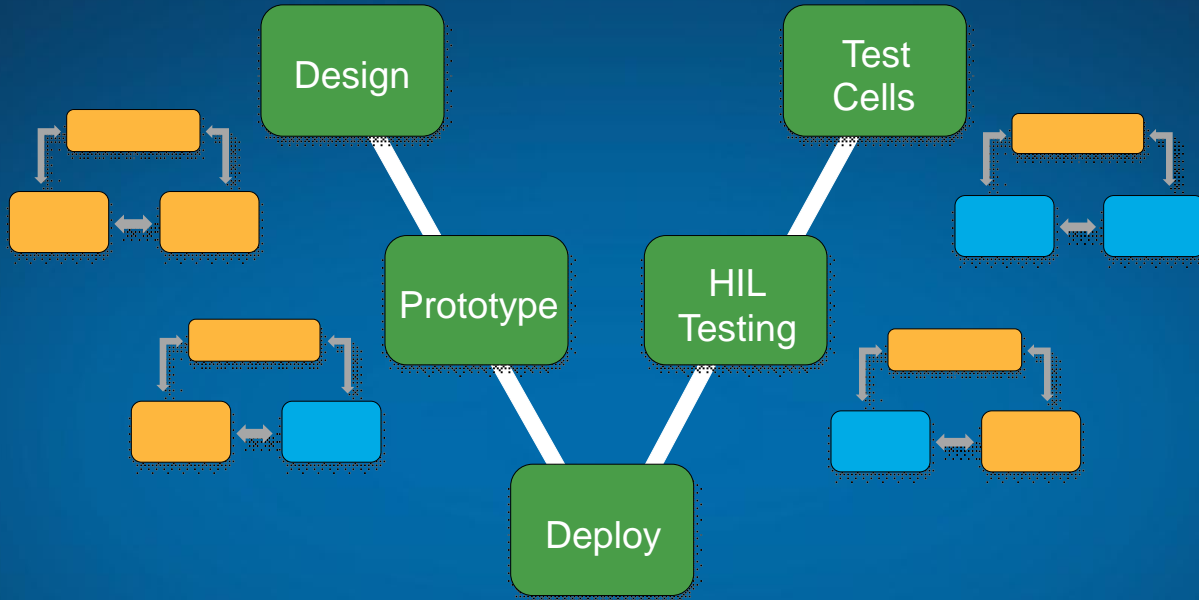 Design
Test
Cells
Prototype
HIL
Testing
Deploy